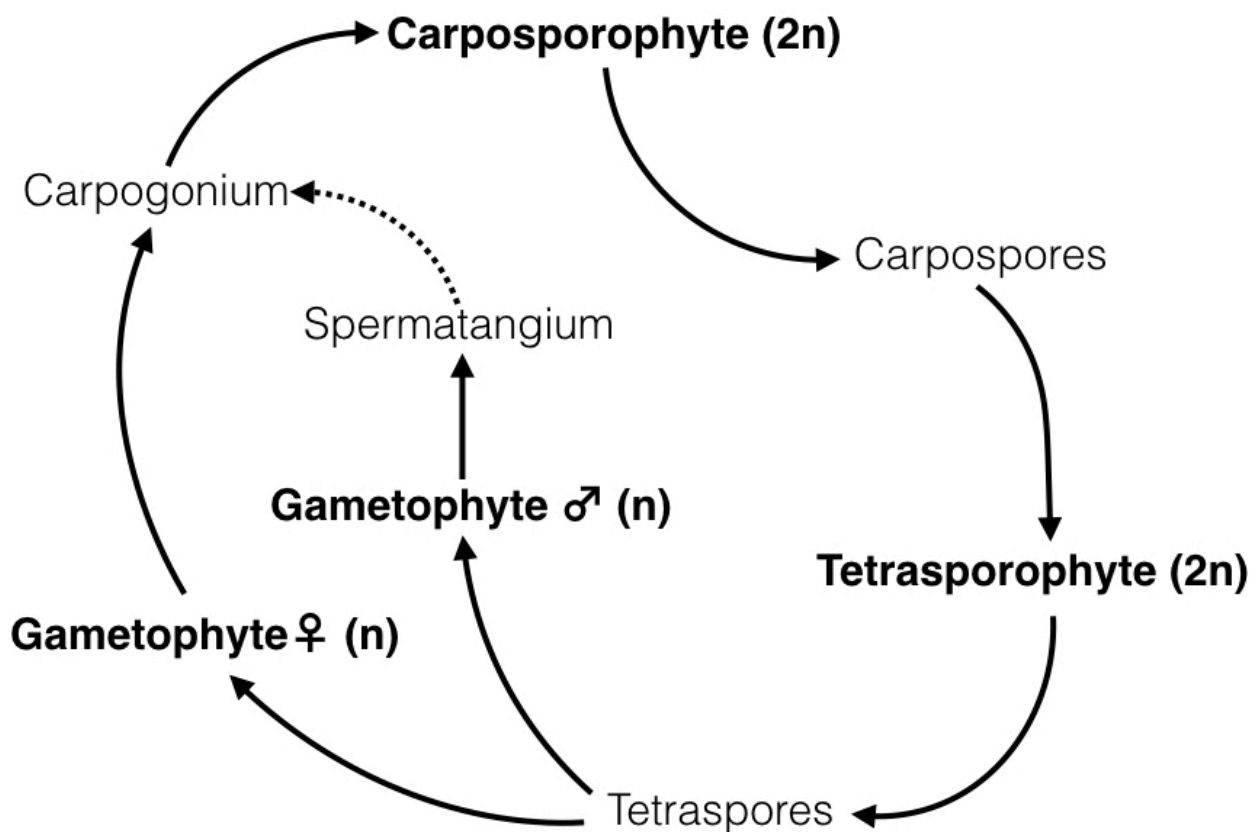 Carposporophyte (2n)
Carpogonium
Carpospores
Spermatangium
Gametophyte ♂ (n)
Tetrasporophyte (2n)
Gametophyte♀ (n)
Tetraspores